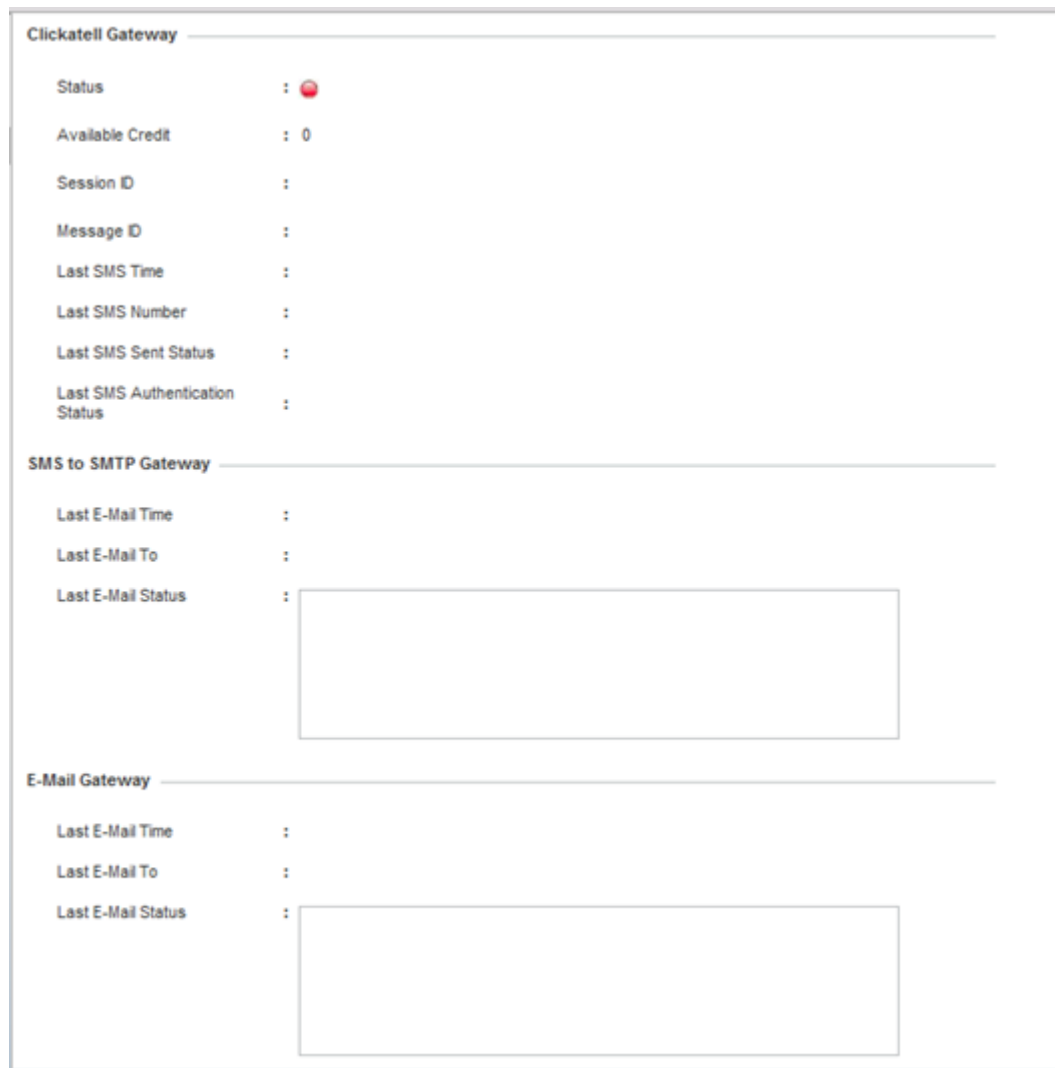 Clickatell Gateway
Status :
Available Credit : 0
Session ID :
Message ID :
Last SMS Time :
Last SMS Number :
Last SMS Sent Status :
Last SMS Authentication
Status :
SMS to SMTP Gateway
Last E-Mail Time :
Last E-Mail To :
Last E-Mail Status :
E-Mail Gateway
Last E-Mail Time :
Last E-Mail To :
Last E-Mail Status :